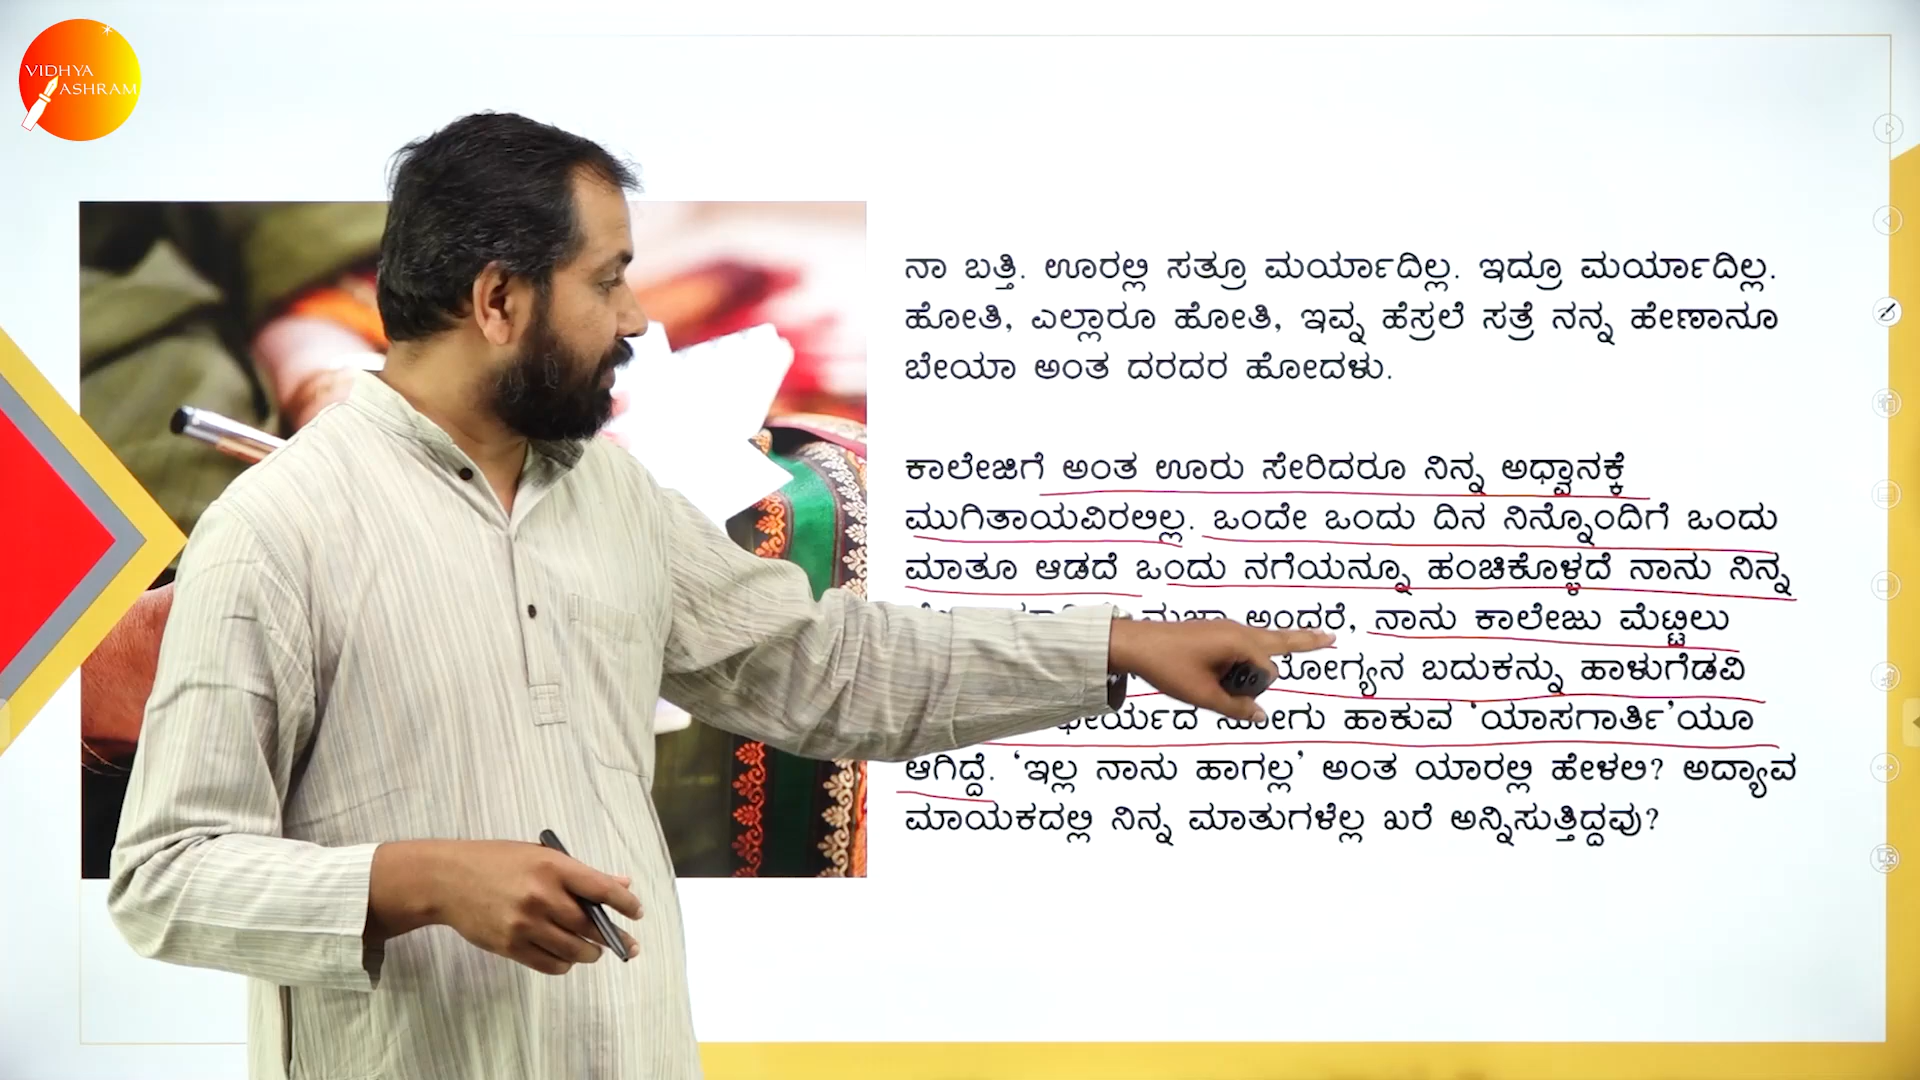 VIDHYA
ASHRAM
ನಾ ಬತ್ತಿ. ಊರಲ್ಲಿ ಸತ್ರೂ ಮರ್ಯಾದಿಲ್ಲ. ಇದ್ರೂ ಮರ್ಯಾದಿಲ್ಲ.
ಹೋತಿ, ಎಲ್ಲಾರೂ ಹೋತಿ, ಇವ್ನ ಹೆಸ್ರಲೆ ಸತ್ರೆ ನನ್ನ ಹೇಣಾನೂ
ಬೇಯಾ ಅಂತ ದರದರ ಹೋದಳು.
ಕಾಲೇಜಿಗೆ ಅಂತ ಊರು ಸೇರಿದರೂ ನಿನ್ನ ಅಧ್ವಾನಕ್ಕೆ
ಮುಗಿತಾಯವಿರಲಿಲ್ಲ. ಒಂದೇ ಒಂದು ದಿನ ನಿನ್ನೊಂದಿಗೆ ಒಂದು
ಮಾತೂ ಆಡದೆ ಒಂದು ನಗೆಯನ್ನೂ ಹಂಚಿಕೊಳ್ಳದೆ ನಾನು ನಿನ್ನ
ಅಂದರೆ, ನಾನು ಕಾಲೇಜು ಮೆಟ್ಟಿಲು
ಬದುಕನ್ನು ಹಾಳುಗೆಡವಿ
ಹಾಕುವ ‘ಯಾಸಗಾರ್ತಿ’ಯೂ
ಆಗಿದ್ದೆ. ‘ಇಲ್ಲ ನಾನು ಹಾಗಲ್ಲ’ ಅಂತ ಯಾರಲ್ಲಿ ಹೇಳಲಿ? ಅದ್ಯಾವ
ಮಾಯಕದಲ್ಲಿ ನಿನ್ನ ಮಾತುಗಳೆಲ್ಲ ಖರೆ ಅನ್ನಿಸುತ್ತಿದ್ದವು?